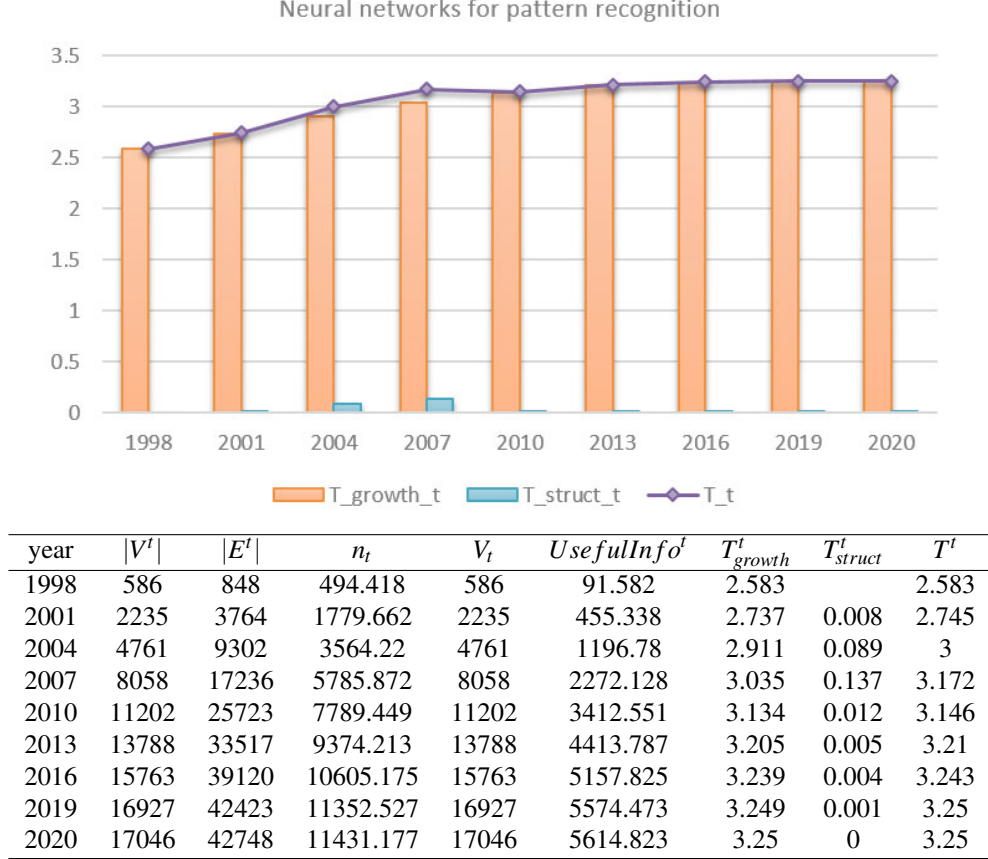 Neural networks for pattern recognition
3.5
3
2.5
2
1.5
1
0.5
0
1998 2001 2004 2007 2010 2013 2016 2019 2020
T_growth_t T_struct_t T_t
year |V^t| |E^t| n_t V_t UsefulInfo^t T^t_growth T^t_struct T^t
1998 586 848 494.418 586 91.582 2.583 2.583
2001 2235 3764 1779.662 2235 455.338 2.737 0.008 2.745
2004 4761 9302 3564.22 4761 1196.78 2.911 0.089 3
2007 8058 17236 5785.872 8058 2272.128 3.035 0.137 3.172
2010 11202 25723 7789.449 11202 3412.551 3.134 0.012 3.146
2013 13788 33517 9374.213 13788 4413.787 3.205 0.005 3.21
2016 15763 39120 10605.175 15763 5157.825 3.239 0.004 3.243
2019 16927 42423 11352.527 16927 5574.473 3.249 0.001 3.25
2020 17046 42748 11431.177 17046 5614.823 3.25 0 3.25